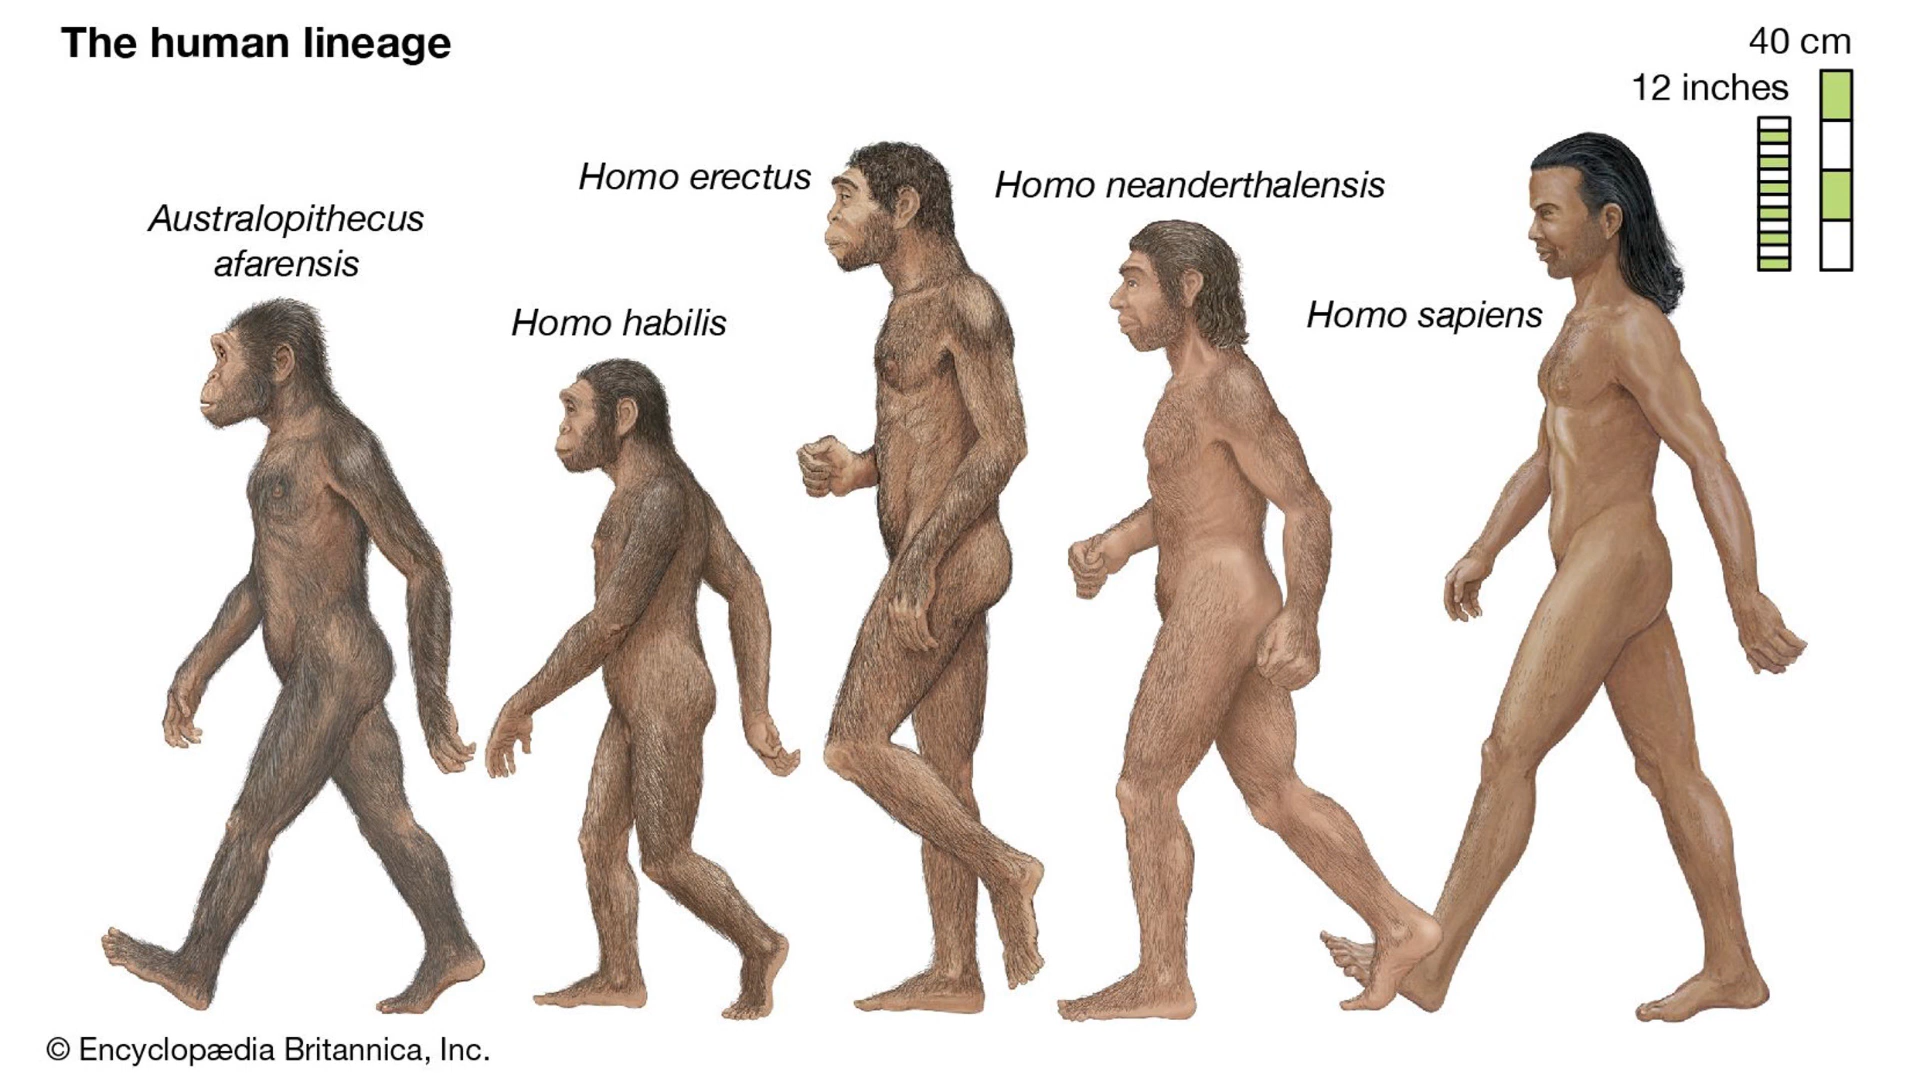 The human lineage
40 cm
12 inches
Homo erectus
Homo neanderthalensis
Australopithecus
afarensis
Homo habilis
Homo sapiens
© Encyclopædia Britannica, Inc.